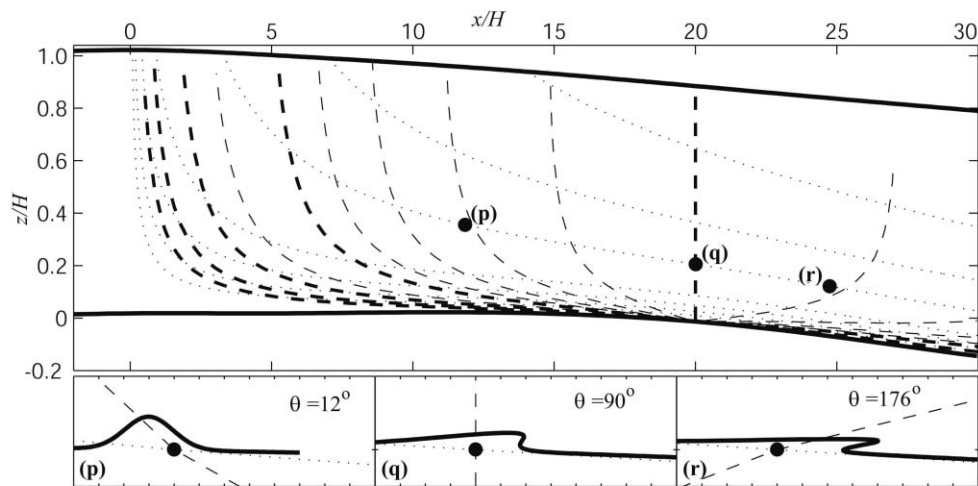 x/H
0 5 10 15 20 25 30
z/H
1.0
0.8
0.6
0.4
0.2
0
-0.2
(p)
(q)
(r)
θ = 12°
(p)
θ = 90°
(q)
θ = 176°
(r)